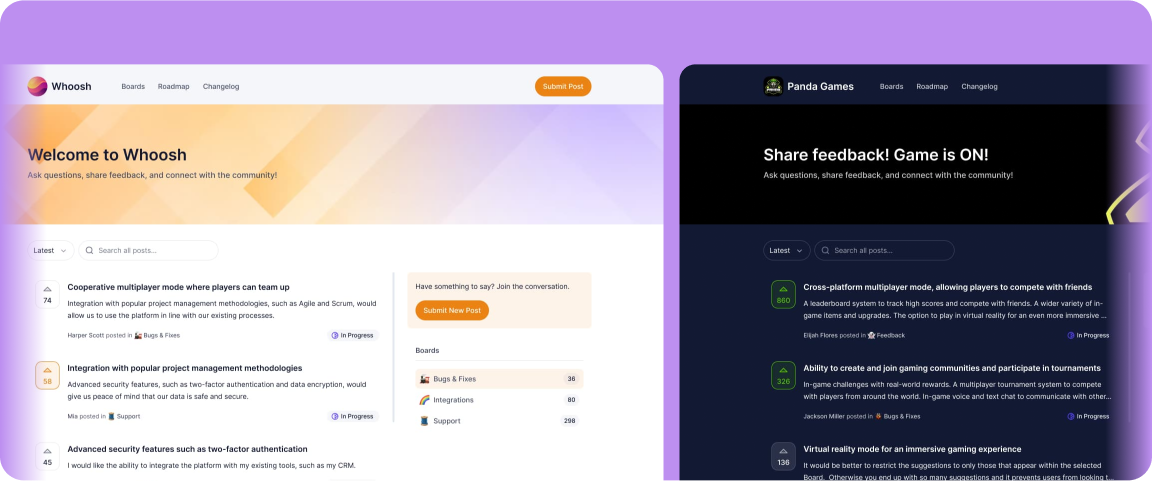 Whoosh
Boards Roadmap Changelog
Submit Post
Welcome to Whoosh
Ask questions, share feedback, and connect with the community!
Latest
Search all posts...
74
Cooperative multiplayer mode where players can team up
Integration with popular project management methodologies, such as Agile and Scrum, would
allow us to use the platform in line with our existing processes.
Harper Scott posted in Bugs & Fixes
In Progress
58
Integration with popular project management methodologies
Advanced security features, such as two-factor authentication and data encryption, would
give us peace of mind that our data is safe and secure.
Mia posted in Support
In Progress
45
Advanced security features such as two-factor authentication
I would like the ability to integrate the platform with my existing tools, such as my CRM.
Have something to say? Join the conversation.
Submit New Post
Boards
Bugs & Fixes 36
Integrations 80
Support 298
Panda Games
Boards Roadmap Changelog
Share feedback! Game is ON!
Ask questions, share feedback, and connect with the community!
Latest
Search all posts...
860
Cross-platform multiplayer mode, allowing players to compete with friends
A leaderboard system to track high scores and compete with friends. A wider variety of in-
game items and upgrades. The option to play in virtual reality for an even more immersive ...
Elijah Flores posted in Feedback
In Progress
326
Ability to create and join gaming communities and participate in tournaments
In-game challenges with real-world rewards. A multiplayer tournament system to compete
with players from around the world. In-game voice and text chat to communicate with other...
Jackson Miller posted in Bugs & Fixes
In Progress
136
Virtual reality mode for an immersive gaming experience
It would be better to restrict the suggestions to only those that appear within the selected
Board. Otherwise you end up with so many suggestions and it prevents users from looking t...